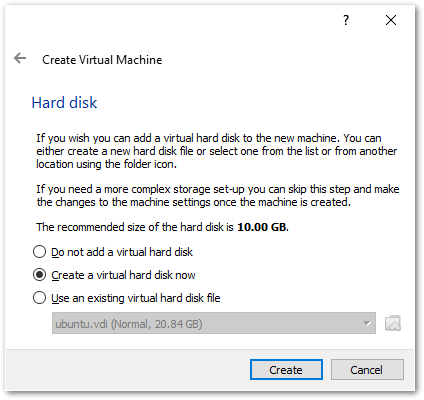 ?
Create Virtual Machine
Hard disk
If you wish you can add a virtual hard disk to the new machine. You can
either create a new hard disk file or select one from the list or from another
location using the folder icon.
If you need a more complex storage set-up you can skip this step and make
the changes to the machine settings once the machine is created.
The recommended size of the hard disk is 10.00 GB.
Do not add a virtual hard disk
Create a virtual hard disk now
Use an existing virtual hard disk file
ubuntu.vdi (Normal, 20.84 GB)
Create Cancel